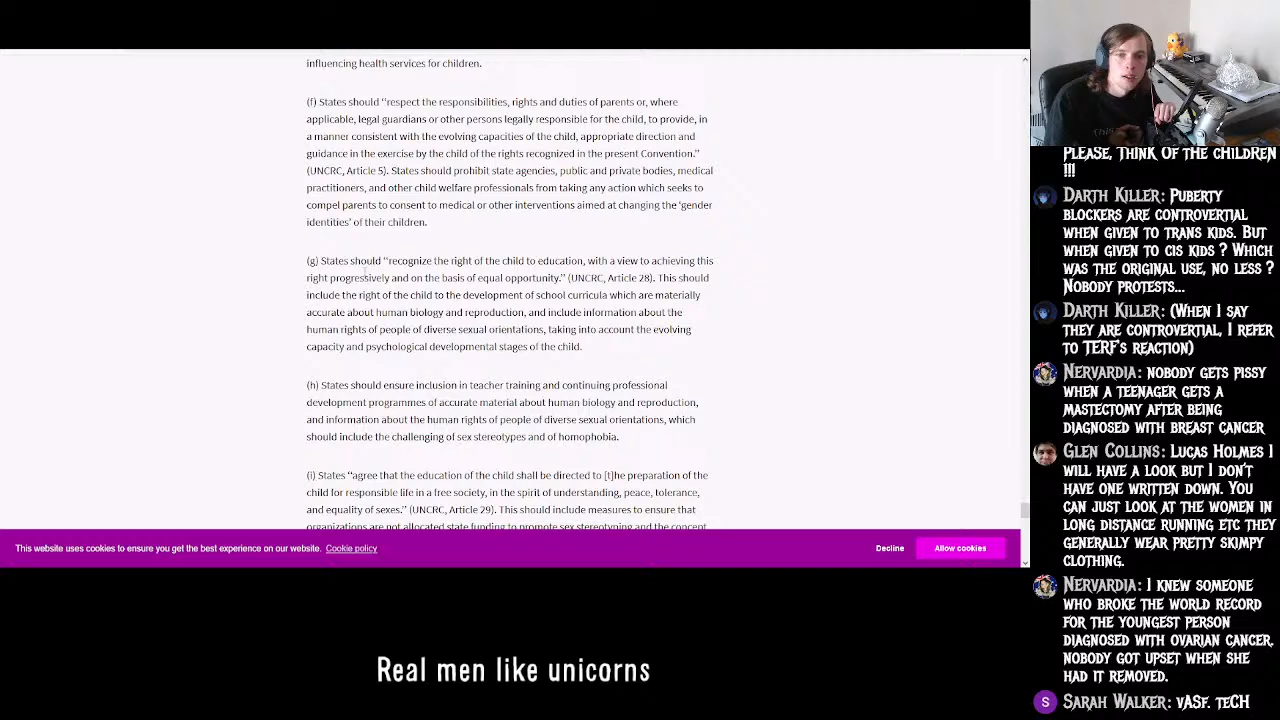 influencing health services for children.
(f) States should “respect the responsibilities, rights and duties of parents or, where
applicable, legal guardians or other persons legally responsible for the child, to provide, in
a manner consistent with the evolving capacities of the child, appropriate direction and
guidance in the exercise by the child of the rights recognized in the present Convention.”
(UNCRC, Article 5). States should prohibit state agencies, public and private bodies, medical
practitioners, and other child welfare professionals from taking any action which seeks to
compel parents to consent to medical or other interventions aimed at changing the ‘gender
identities’ of their children.
(g) States should “recognize the right of the child to education, with a view to achieving this
right progressively and on the basis of equal opportunity.” (UNCRC, Article 28). This should
include the right of the child to the development of school curricula which are materially
accurate about human biology and reproduction, and include information about the
human rights of people of diverse sexual orientations, taking into account the evolving
capacity and psychological developmental stages of the child.
(h) States should ensure inclusion in teacher training and continuing professional
development programmes of accurate material about human biology and reproduction,
and information about the human rights of people of diverse sexual orientations, which
should include the challenging of sex stereotypes and of homophobia.
(i) States “agree that the education of the child shall be directed to [t]he preparation of the
child for responsible life in a free society, in the spirit of understanding, peace, tolerance,
and equality of sexes.” (UNCRC, Article 29). This should include measures to ensure that
organizations are not allocated state funding to promote sex stereotyping and the concept
This website uses cookies to ensure you get the best experience on our website. Cookie policy
Decline
Allow cookies
Real men like unicorns
PLEASE, THINK OF THE CHILDREN
!!!
DARTH KILLER: PUBERTY
BLOCKERS ARE CONTROVERTIAL
WHEN GIVEN TO TRANS KIDS. BUT
WHEN GIVEN TO CIS KIDS ? WHICH
WAS THE ORIGINAL USE, NO LESS ?
NOBODY PROTESTS...
DARTH KILLER: (WHEN I SAY
THEY ARE CONTROVERTIAL, I REFER
TO TERF'S REACTION)
NERVARDIA: NOBODY GETS PISSY
WHEN A TEENAGER GETS A
MASTECTOMY AFTER BEING
DIAGNOSED WITH BREAST CANCER
GLEN COLLINS: LUCAS HOLMES I
WILL HAVE A LOOK BUT I DON'T
HAVE ONE WRITTEN DOWN. YOU
CAN JUST LOOK AT THE WOMEN IN
LONG DISTANCE RUNNING ETC THEY
GENERALLY WEAR PRETTY SKIMPY
CLOTHING.
NERVARDIA: I KNEW SOMEONE
WHO BROKE THE WORLD RECORD
FOR THE YOUNGEST PERSON
DIAGNOSED WITH OVARIAN CANCER.
NOBODY GOT UPSET WHEN SHE
HAD IT REMOVED.
S
SARAH WALKER: VASF. TECH